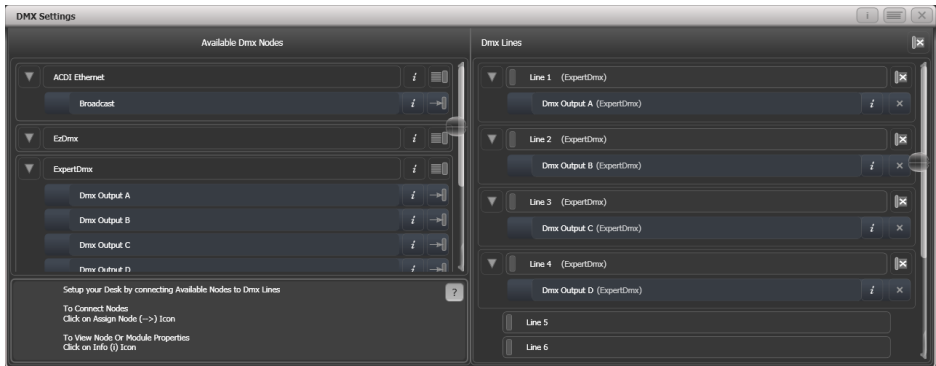 DMX Settings
i
Available Dmx Nodes
Dmx Lines
ACDI Ethernet
i
Broadcast
i
EzDmx
i
ExpertDmx
i
Dmx Output A
i
Dmx Output B
i
Dmx Output C
i
Dmx Output D
i
Setup your Desk by connecting Available Nodes to Dmx Lines
?
To Connect Nodes
Click on Assign Node (-->) Icon
To View Node Or Module Properties
Click on Info (i) Icon
Line 1 (ExpertDmx)
Dmx Output A (ExpertDmx)
i
Line 2 (ExpertDmx)
Dmx Output B (ExpertDmx)
i
Line 3 (ExpertDmx)
Dmx Output C (ExpertDmx)
i
Line 4 (ExpertDmx)
Dmx Output D (ExpertDmx)
i
Line 5
Line 6